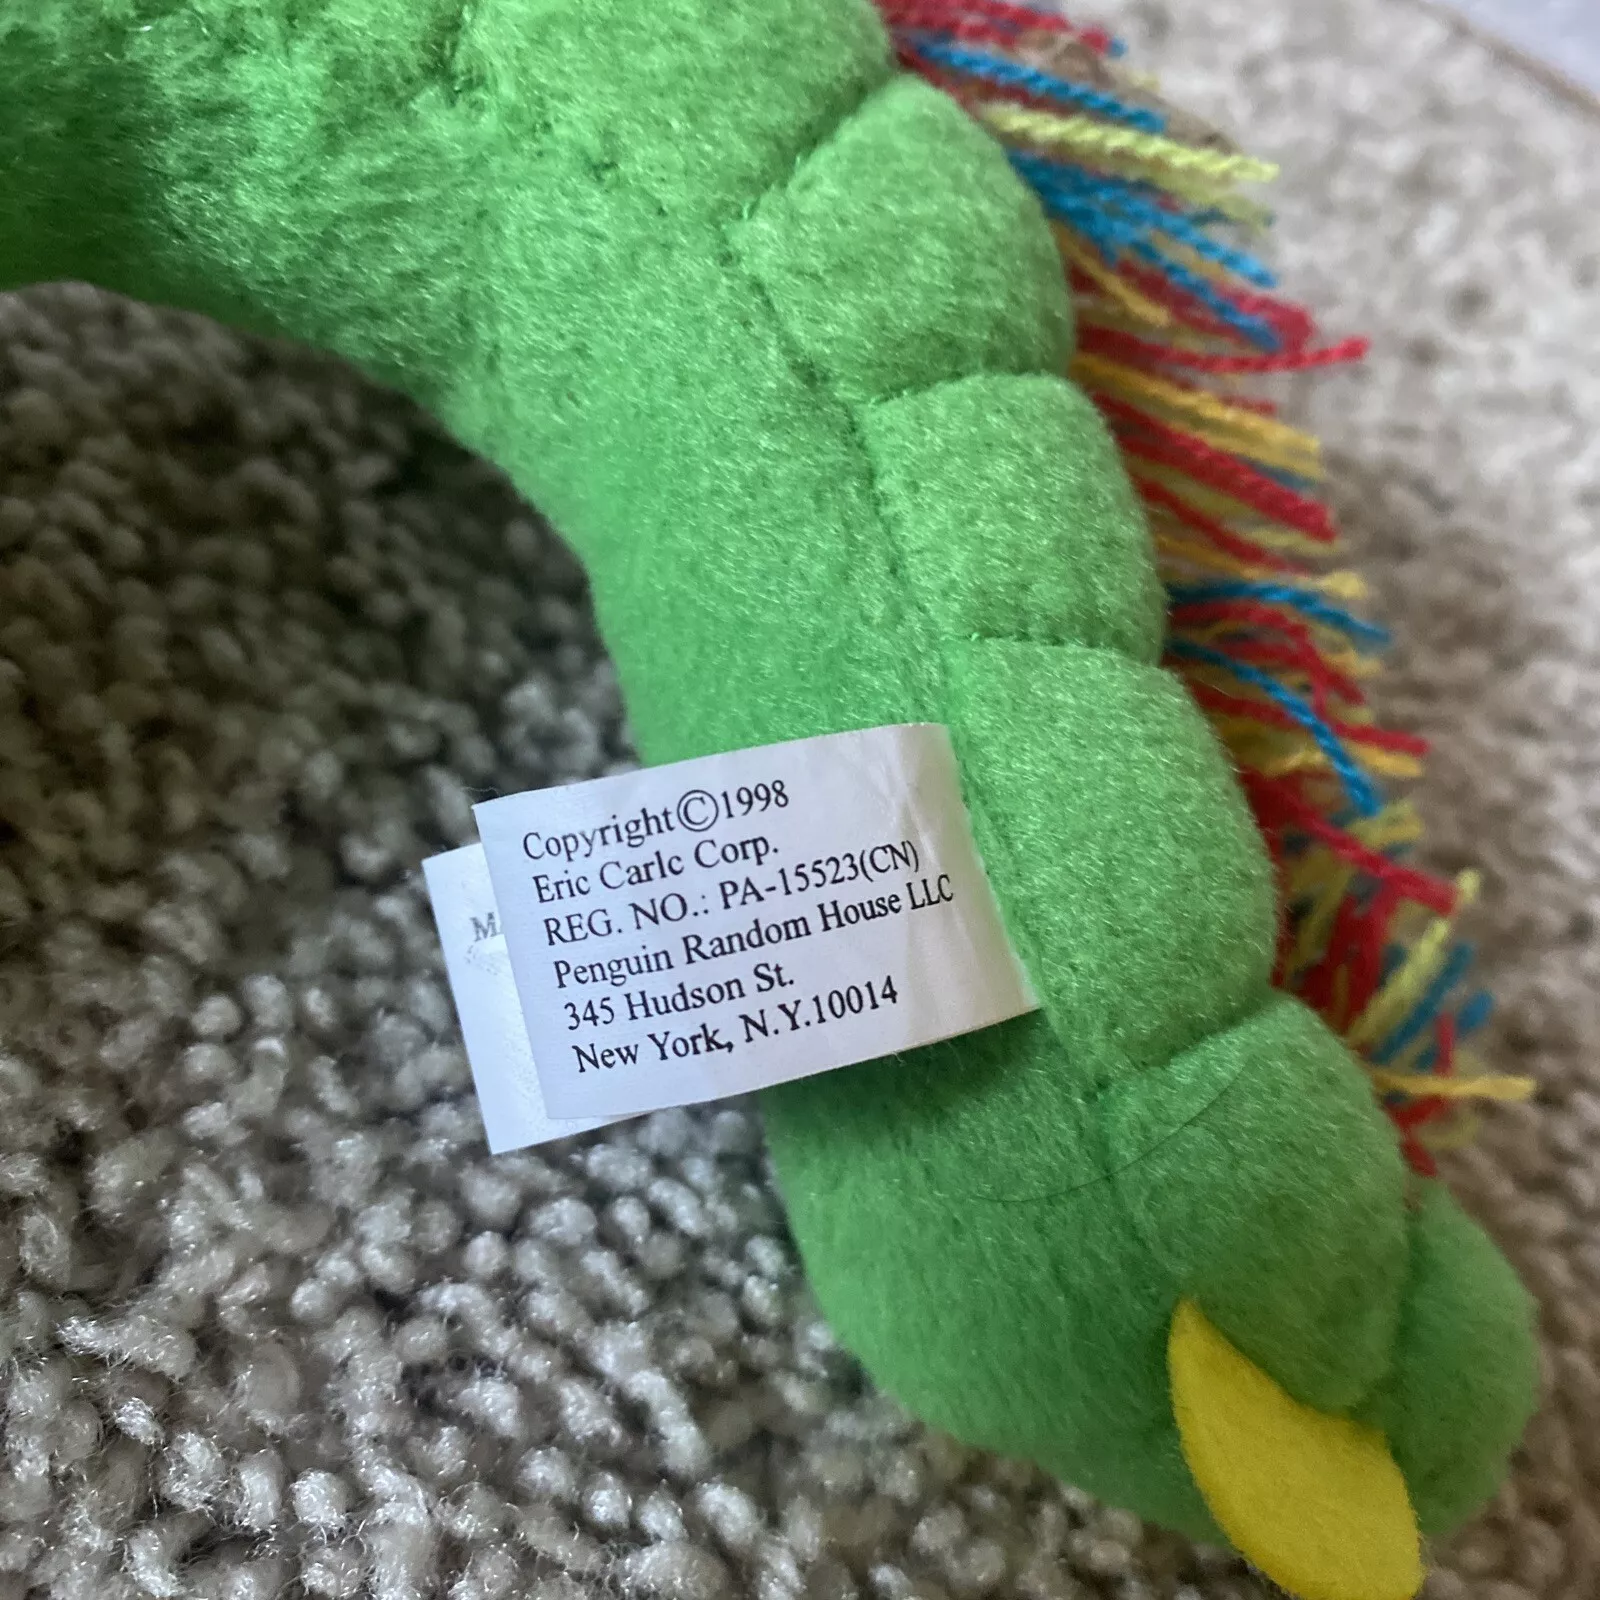 Copyright©1998
Eric Carlc Corp.
REG. NO.: PA-15523(CN)
Penguin Random House LLC
345 Hudson St.
New York, N.Y.10014